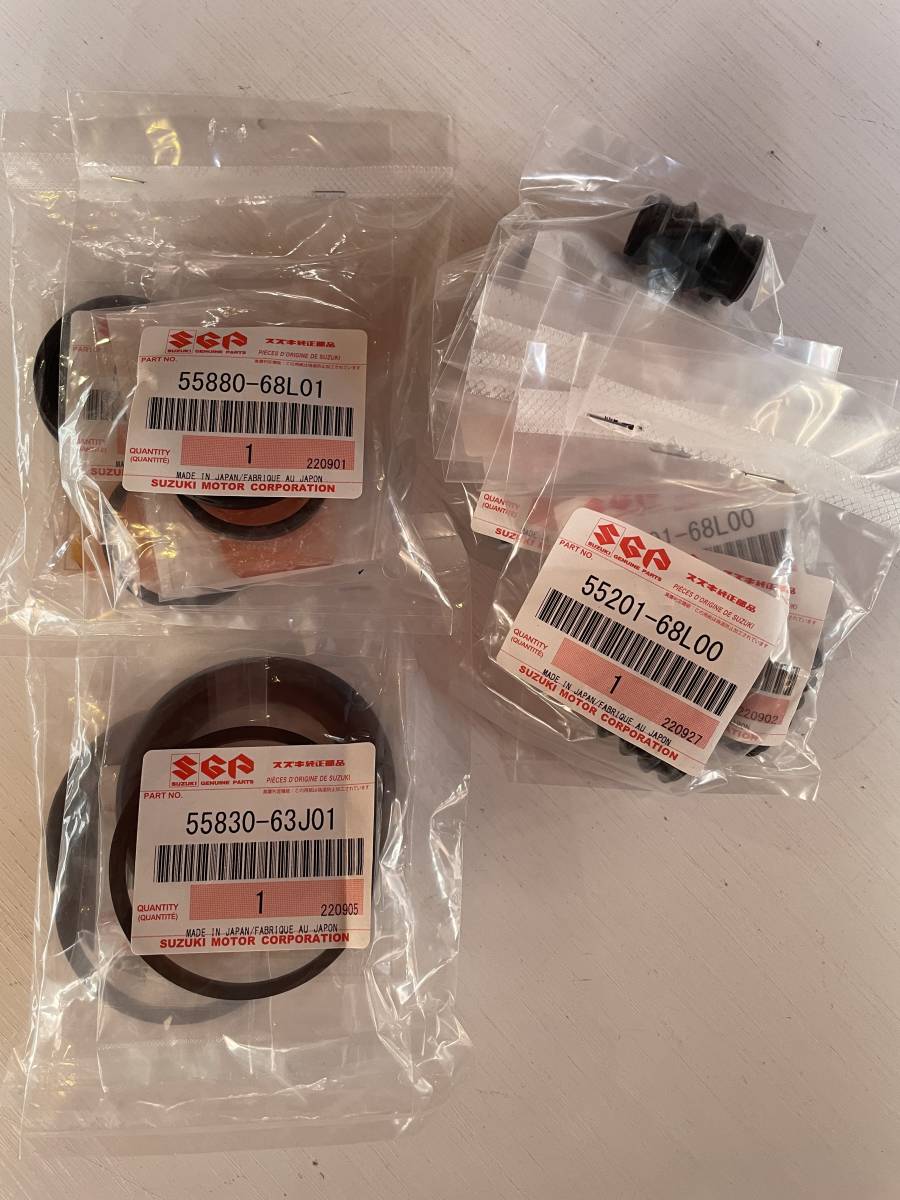 SGP
SUZUKI GENUINE PARTS
スズキ純正部品
PIÈCES D'ORIGINE DE SUZUKI
PART NO.
55880-68L01
QUANTITY
(QUANTITÉ)
1
220901
MADE IN JAPAN/FABRIQUE AU JAPON
SUZUKI MOTOR CORPORATION
QUANTITY
(QUANTITÉ)
01-68L00
SGP
SUZUKI GENUINE PARTS
スズキ純正部品
PIÈCES D'ORIGINE DE SUZUKI
PART NO.
55201-68L00
QUANTITY
(QUANTITÉ)
1
220927
MADE IN JAPAN/FABRIQUE AU JAPON
SUZUKI MOTOR CORPORATION
220902
SGP
SUZUKI GENUINE PARTS
スズキ純正部品
PIÈCES D'ORIGINE DE SUZUKI
PART NO.
55830-63J01
QUANTITY
(QUANTITÉ)
1
220905
MADE IN JAPAN/FABRIQUE AU JAPON
SUZUKI MOTOR CORPORATION